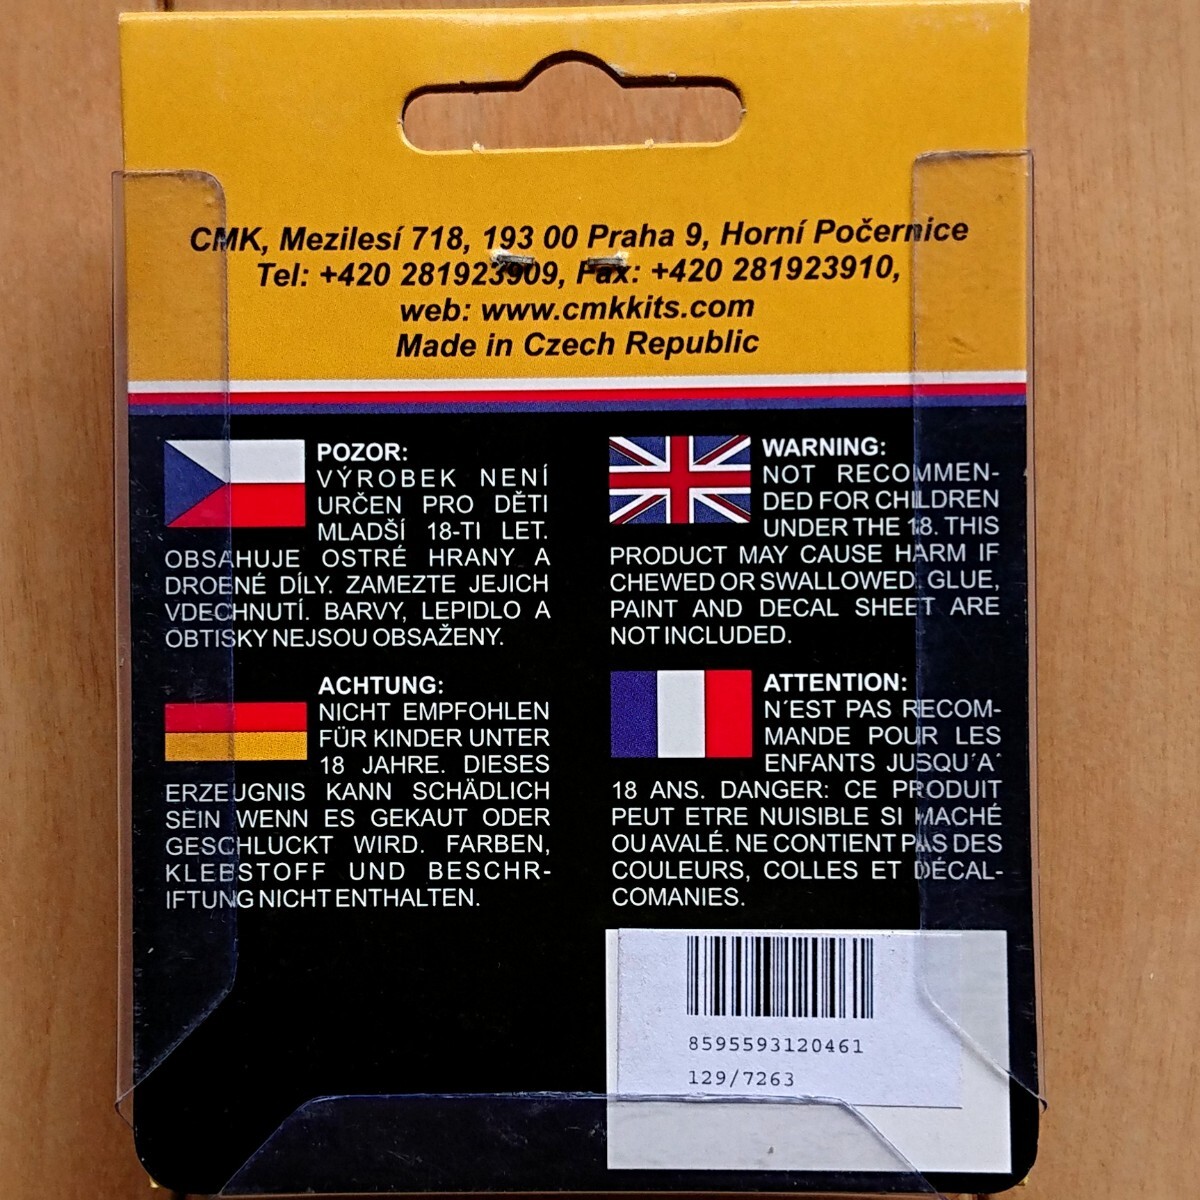 CMK, Mezilesí 718, 193 00 Praha 9, Horní Počernice
Tel: +420 281923909, Fax: +420 281923910,
web: www.cmkkits.com
Made in Czech Republic
POZOR:
VÝROBEK NENÍ
URČEN PRO DĚTI
MLADŠÍ 18-TI LET.
OBSAHUJE OSTRÉ HRANY A
DROBNÉ DÍLY. ZAMEZTE JEJICH
VDECHNUTÍ. BARVY, LEPIDLO A
OBTISKY NEJSOU OBSAŽENY.
WARNING:
NOT RECOMMEN-
DED FOR CHILDREN
UNDER THE 18. THIS
PRODUCT MAY CAUSE HARM IF
CHEWED OR SWALLOWED. GLUE,
PAINT AND DECAL SHEET ARE
NOT INCLUDED.
ACHTUNG:
NICHT EMPFOHLEN
FÜR KINDER UNTER
18 JAHRE. DIESES
ERZEUGNIS KANN SCHÄDLICH
SEIN WENN ES GEKAUT ODER
GESCHLUCKT WIRD. FARBEN,
KLEBSTOFF UND BESCHR-
IFTUNG NICHT ENTHALTEN.
ATTENTION:
N´EST PAS RECOM-
MANDE POUR LES
ENFANTS JUSQU´A´
18 ANS. DANGER: CE PRODUIT
PEUT ETRE NUISIBLE SI MACHÉ
OU AVALÉ. NE CONTIENT PAS DES
COULEURS, COLLES ET DÉCAL-
COMANIES.
8595593120461
129/7263